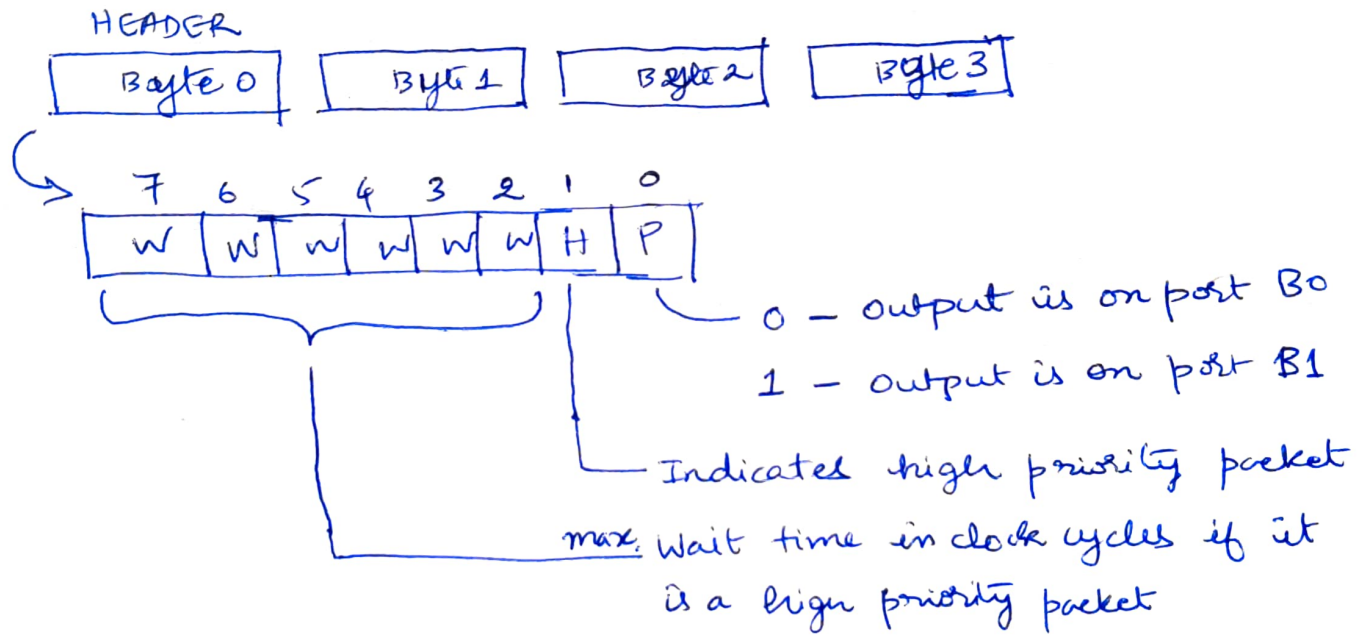 HEADER
Byte 0 Byte 1 Byte 2 Byte 3
7 6 5 4 3 2 1 0
W W W W W W H P
0 - output is on port B0
1 - output is on port B1
Indicates high priority packet
max. Wait time in clock cycles if it
is a high priority packet